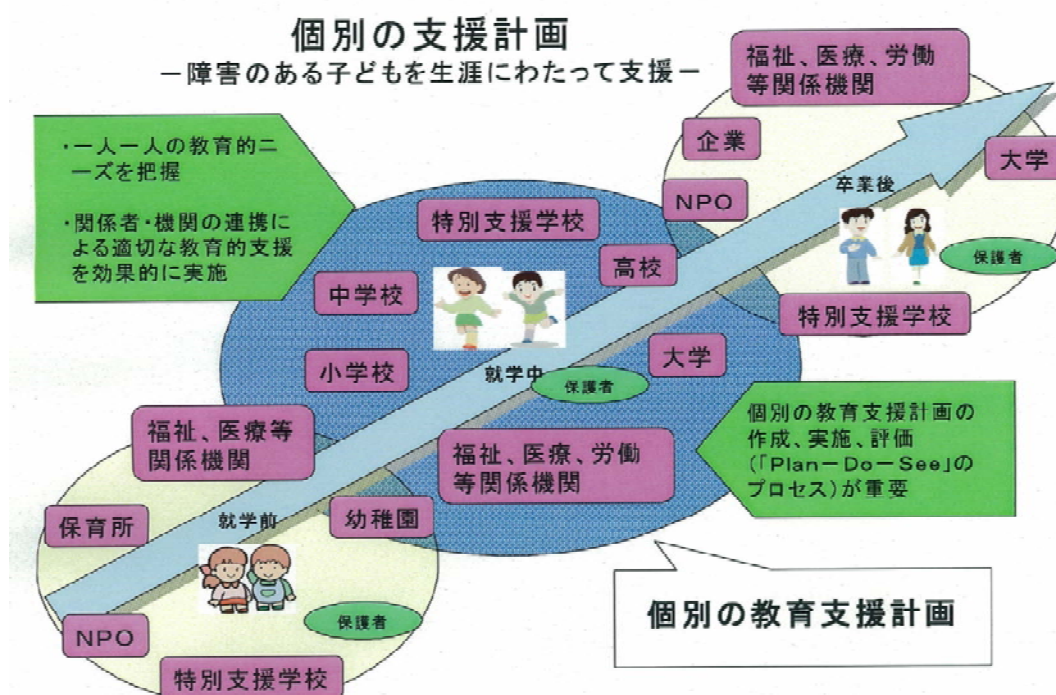 個別の支援計画
－障害のある子どもを生涯にわたって支援－
福祉、医療、労働
等関係機関
企業
大学
NPO
卒業後
保護者
特別支援学校
・一人一人の教育的ニ
ーズを把握
・関係者・機関の連携に
よる適切な教育的支援
を効果的に実施
特別支援学校
高校
中学校
小学校
就学中
保護者
大学
福祉、医療、労働
等関係機関
個別の教育支援計画の
作成、実施、評価
(「Plan－Do－See」の
プロセス)が重要
個別の教育支援計画
福祉、医療等
関係機関
保育所
就学前
幼稚園
NPO
保護者
特別支援学校